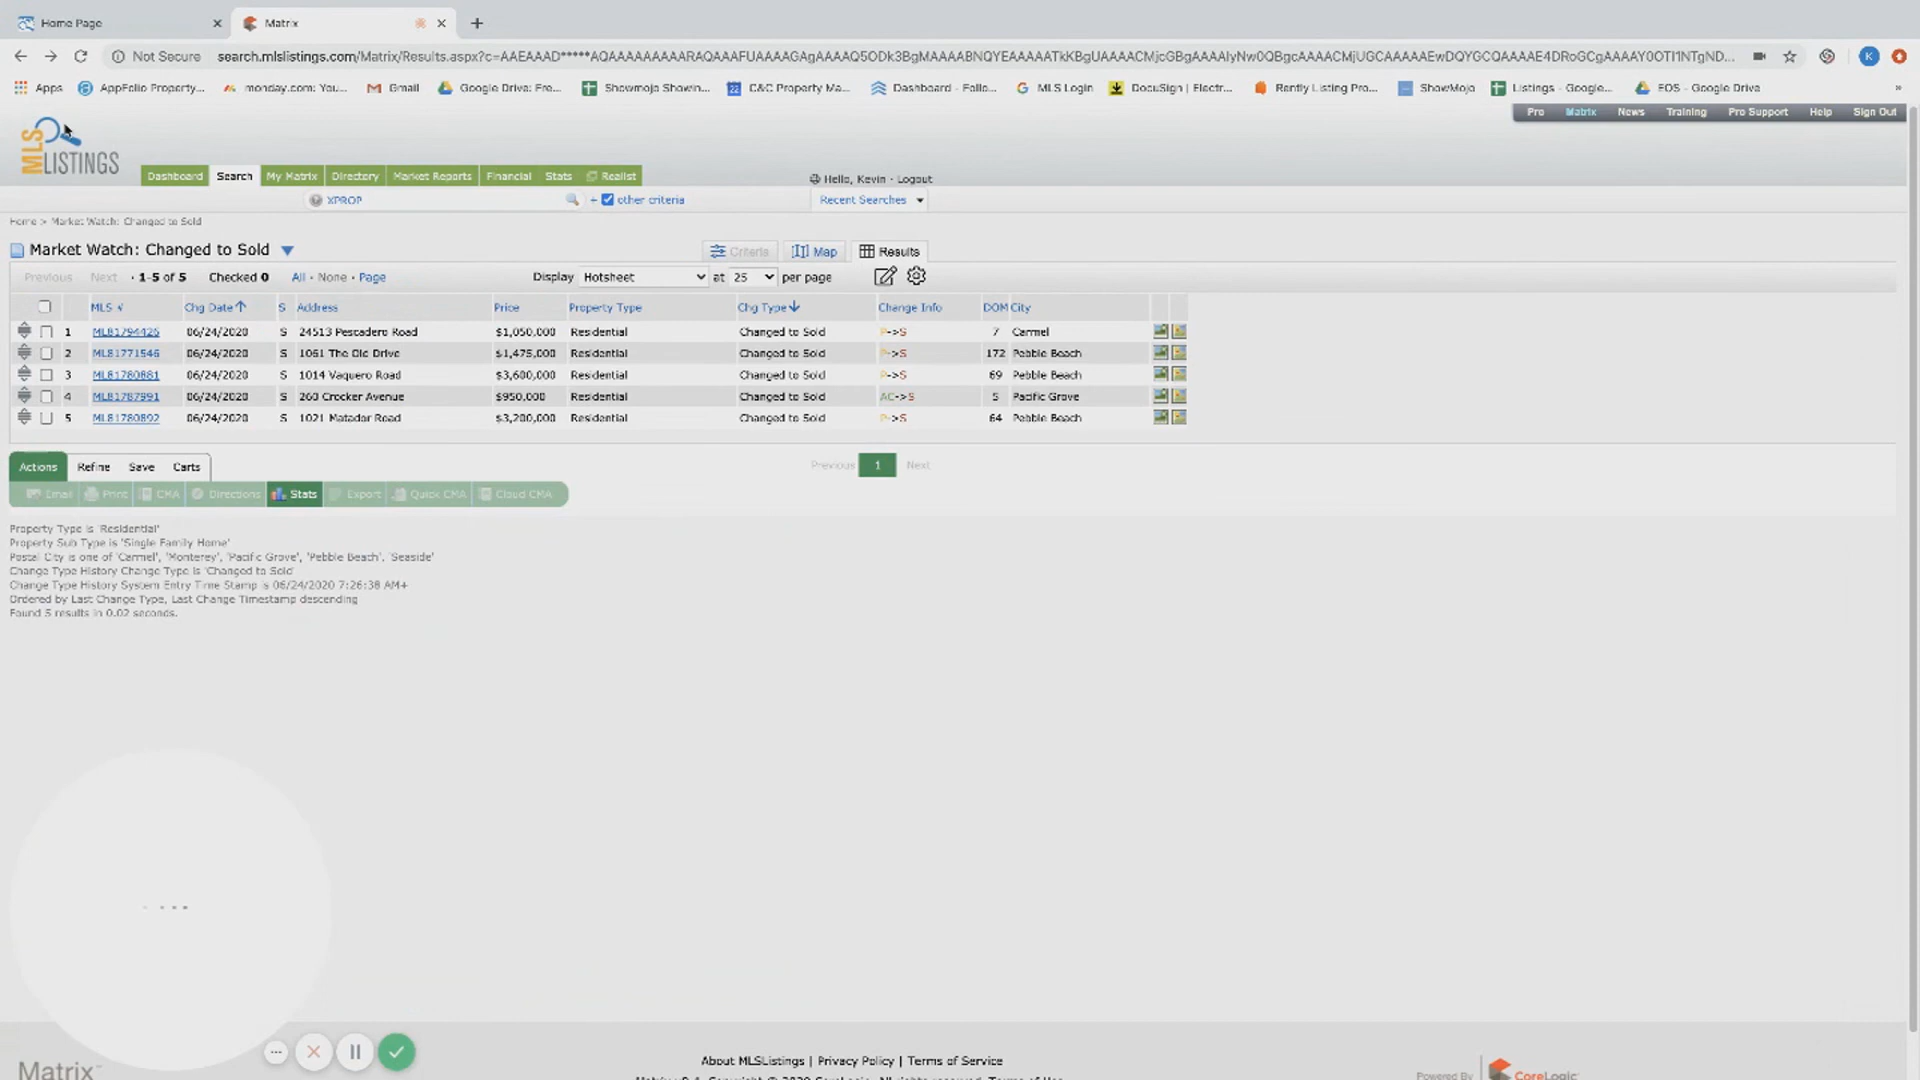 Home Page
Matrix
Not Secure search.mlslistings.com/Matrix/Results.aspx?c=
Apps AppFolio Property... monday.com: You... Gmail Google Drive: Fre... Showmojo Showin... C&C Property Ma... Dashboard - Follo... MLS Login DocuSign | Electr... Rently Listing Pro... ShowMojo Listings - Google... EOS - Google Drive »
Pro Matrix News Training Pro Support Help Sign Out
MLS LISTINGS
Dashboard Search My Matrix Directory Market Reports Financial Stats Realist
Hello, Kevin · Logout
XPROP + other criteria Recent Searches
Home > Market Watch: Changed to Sold
Market Watch: Changed to Sold
Criteria Map Results
Previous Next · 1-5 of 5 Checked 0 All · None · Page Display Hotsheet at 25 per page
MLS # Chg Date S Address Price Property Type Chg Type Change Info DOM City
1 ML81794426 06/24/2020 S 24513 Pescadero Road $1,050,000 Residential Changed to Sold P->S 7 Carmel
2 ML81771546 06/24/2020 S 1061 The Old Drive $1,475,000 Residential Changed to Sold P->S 172 Pebble Beach
3 ML81780881 06/24/2020 S 1014 Vaquero Road $3,600,000 Residential Changed to Sold P->S 69 Pebble Beach
4 ML81787991 06/24/2020 S 260 Crocker Avenue $950,000 Residential Changed to Sold AC->S 5 Pacific Grove
5 ML81780892 06/24/2020 S 1021 Matador Road $3,200,000 Residential Changed to Sold P->S 64 Pebble Beach
Actions Refine Save Carts
Previous 1 Next
Email Print CMA Directions Stats Export Quick CMA Cloud CMA
Property Type is 'Residential'
Property Sub Type is 'Single Family Home'
Postal City is one of 'Carmel', 'Monterey', 'Pacific Grove', 'Pebble Beach', 'Seaside'
Change Type History Change Type is 'Changed to Sold'
Change Type History System Entry Time Stamp is 06/24/2020 7:26:38 AM+
Ordered by Last Change Type, Last Change Timestamp descending
Found 5 results in 0.02 seconds.
About MLSListings | Privacy Policy | Terms of Service
Matrix™
Powered By CoreLogic